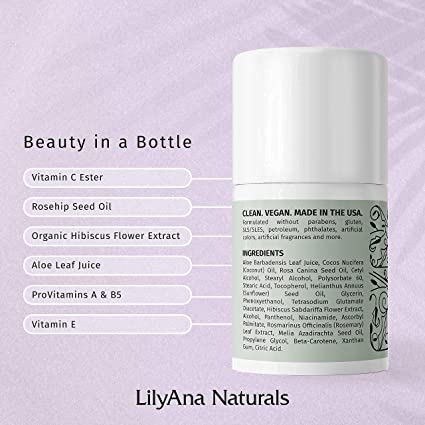 Beauty in a Bottle
Vitamin C Ester
Rosehip Seed Oil
Organic Hibiscus Flower Extract
Aloe Leaf Juice
ProVitamins A & B5
Vitamin E
CLEAN. VEGAN. MADE IN THE USA.
Formulated without parabens, gluten,
SLS/SLES, petroleum, phthalates, artificial
colors, artificial fragrances and more.
INGREDIENTS
Aloe Barbadensis Leaf Juice, Cocos Nucifera
(Coconut) Oil, Rosa Canina Seed Oil, Cetyl
Alcohol, Stearyl Alcohol, Polysorbate 60,
Stearic Acid, Tocopherol, Helianthus Annuus
(Sunflower) Seed Oil, Glycerin,
Phenoxyethanol, Tetrasodium Glutamate
Diacetate, Hibiscus Sabdariffa Flower Extract,
Alcohol, Panthenol, Niacinamide, Ascorbyl
Palmitate, Rosmarinus Officinalis (Rosemary)
Leaf Extract, Melia Azadirachta Seed Oil,
Propylene Glycol, Beta-Carotene, Xanthan
Gum, Citric Acid.
LilyAna Naturals